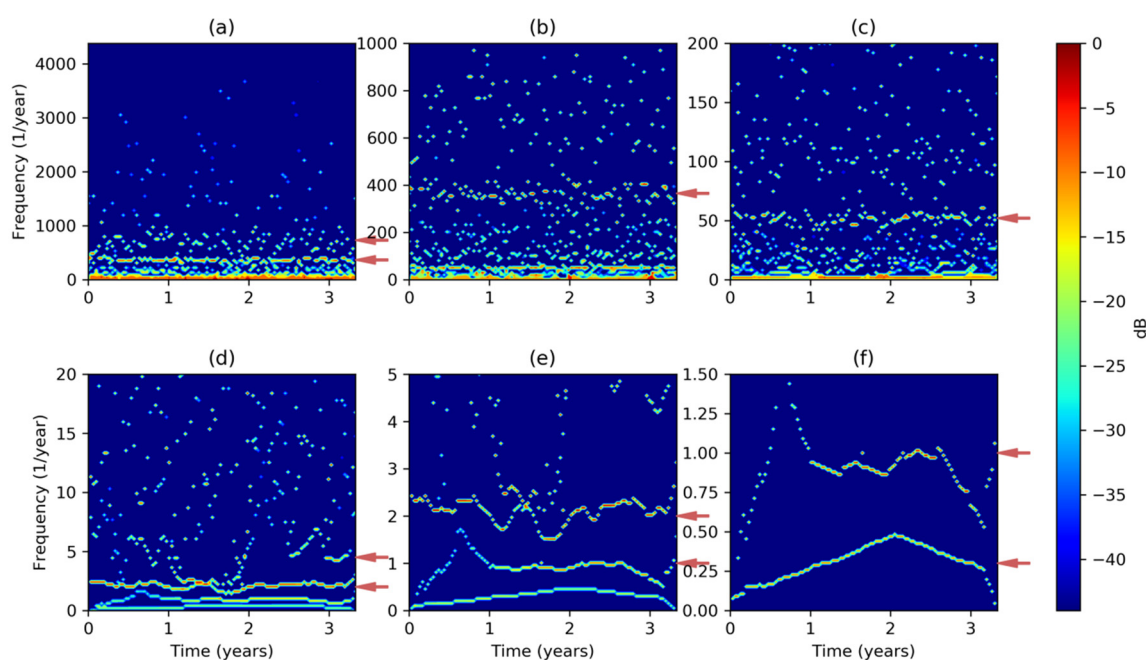 (a) (b) (c)
1000 200
4000
800
150
3000
600
100
2000
400
50
1000
200
0 0 0
0 1 2 3 0 1 2 3 0 1 2 3
Frequency (1/year)
(d) (e) (f)
20 5 1.50
1.25
4
15
1.00
3
10 0.75
2
0.50
5
1
0.25
0 0 0.00
0 1 2 3 0 1 2 3 0 1 2 3
Time (years) Time (years) Time (years)
Frequency (1/year)
0
−5
−10
−15
−20
−25
−30
−35
−40
dB